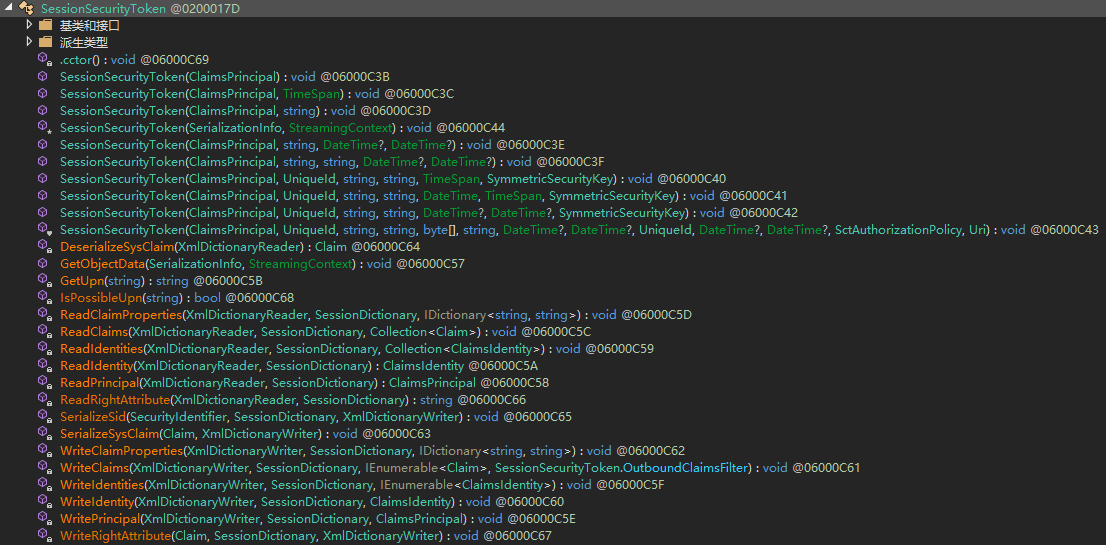 SessionSecurityToken @0200017D
基类和接口
派生类型
.cctor() : void @06000C69
SessionSecurityToken(ClaimsPrincipal) : void @06000C3B
SessionSecurityToken(ClaimsPrincipal, TimeSpan) : void @06000C3C
SessionSecurityToken(ClaimsPrincipal, string) : void @06000C3D
SessionSecurityToken(SerializationInfo, StreamingContext) : void @06000C44
SessionSecurityToken(ClaimsPrincipal, string, DateTime?, DateTime?) : void @06000C3E
SessionSecurityToken(ClaimsPrincipal, string, string, DateTime?, DateTime?) : void @06000C3F
SessionSecurityToken(ClaimsPrincipal, UniqueId, string, string, TimeSpan, SymmetricSecurityKey) : void @06000C40
SessionSecurityToken(ClaimsPrincipal, UniqueId, string, string, DateTime, TimeSpan, SymmetricSecurityKey) : void @06000C41
SessionSecurityToken(ClaimsPrincipal, UniqueId, string, string, DateTime?, DateTime?, SymmetricSecurityKey) : void @06000C42
SessionSecurityToken(ClaimsPrincipal, UniqueId, string, string, byte[], string, DateTime?, DateTime?, UniqueId, DateTime?, DateTime?, SctAuthorizationPolicy, Uri) : void @06000C43
DeserializeSysClaim(XmlDictionaryReader) : Claim @06000C64
GetObjectData(SerializationInfo, StreamingContext) : void @06000C57
GetUpn(string) : string @06000C5B
IsPossibleUpn(string) : bool @06000C68
ReadClaimProperties(XmlDictionaryReader, SessionDictionary, IDictionary<string, string>) : void @06000C5D
ReadClaims(XmlDictionaryReader, SessionDictionary, Collection<Claim>) : void @06000C5C
ReadIdentities(XmlDictionaryReader, SessionDictionary, Collection<ClaimsIdentity>) : void @06000C59
ReadIdentity(XmlDictionaryReader, SessionDictionary) : ClaimsIdentity @06000C5A
ReadPrincipal(XmlDictionaryReader, SessionDictionary) : ClaimsPrincipal @06000C58
ReadRightAttribute(XmlDictionaryReader, SessionDictionary) : string @06000C66
SerializeSid(SecurityIdentifier, SessionDictionary, XmlDictionaryWriter) : void @06000C65
SerializeSysClaim(Claim, XmlDictionaryWriter) : void @06000C63
WriteClaimProperties(XmlDictionaryWriter, SessionDictionary, IDictionary<string, string>) : void @06000C62
WriteClaims(XmlDictionaryWriter, SessionDictionary, IEnumerable<Claim>, SessionSecurityToken.OutboundClaimsFilter) : void @06000C61
WriteIdentities(XmlDictionaryWriter, SessionDictionary, IEnumerable<ClaimsIdentity>) : void @06000C5F
WriteIdentity(XmlDictionaryWriter, SessionDictionary, ClaimsIdentity) : void @06000C60
WritePrincipal(XmlDictionaryWriter, SessionDictionary, ClaimsPrincipal) : void @06000C5E
WriteRightAttribute(Claim, SessionDictionary, XmlDictionaryWriter) : void @06000C67